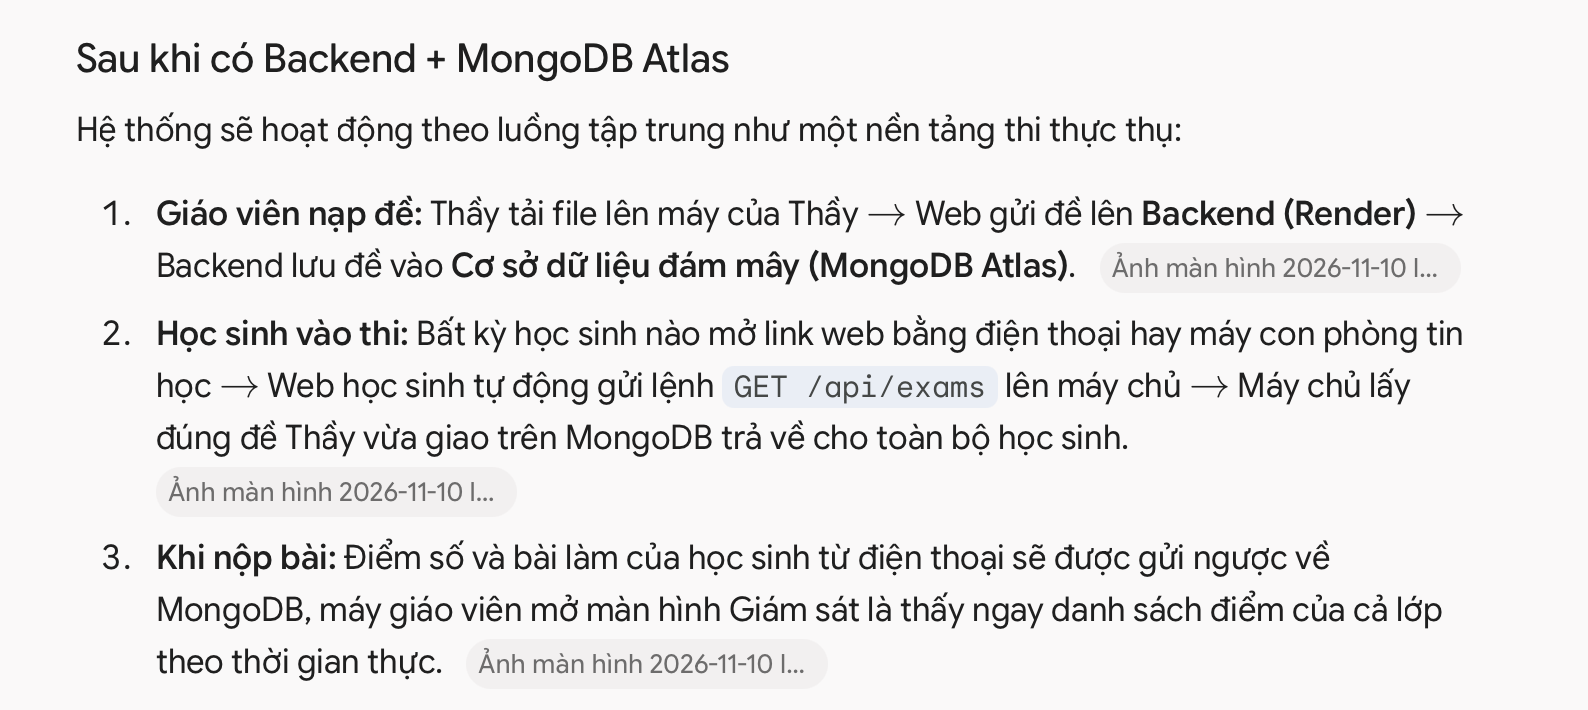 Sau khi có Backend + MongoDB Atlas
Hệ thống sẽ hoạt động theo luồng tập trung như một nền tảng thi thực thụ:
1. Giáo viên nạp đề: Thầy tải file lên máy của Thầy → Web gửi đề lên Backend (Render) →
Backend lưu đề vào Cơ sở dữ liệu đám mây (MongoDB Atlas). Ảnh màn hình 2026-11-10 l...
2. Học sinh vào thi: Bất kỳ học sinh nào mở link web bằng điện thoại hay máy con phòng tin
học → Web học sinh tự động gửi lệnh GET /api/exams lên máy chủ → Máy chủ lấy
đúng đề Thầy vừa giao trên MongoDB trả về cho toàn bộ học sinh.
Ảnh màn hình 2026-11-10 l...
3. Khi nộp bài: Điểm số và bài làm của học sinh từ điện thoại sẽ được gửi ngược về
MongoDB, máy giáo viên mở màn hình Giám sát là thấy ngay danh sách điểm của cả lớp
theo thời gian thực. Ảnh màn hình 2026-11-10 l...